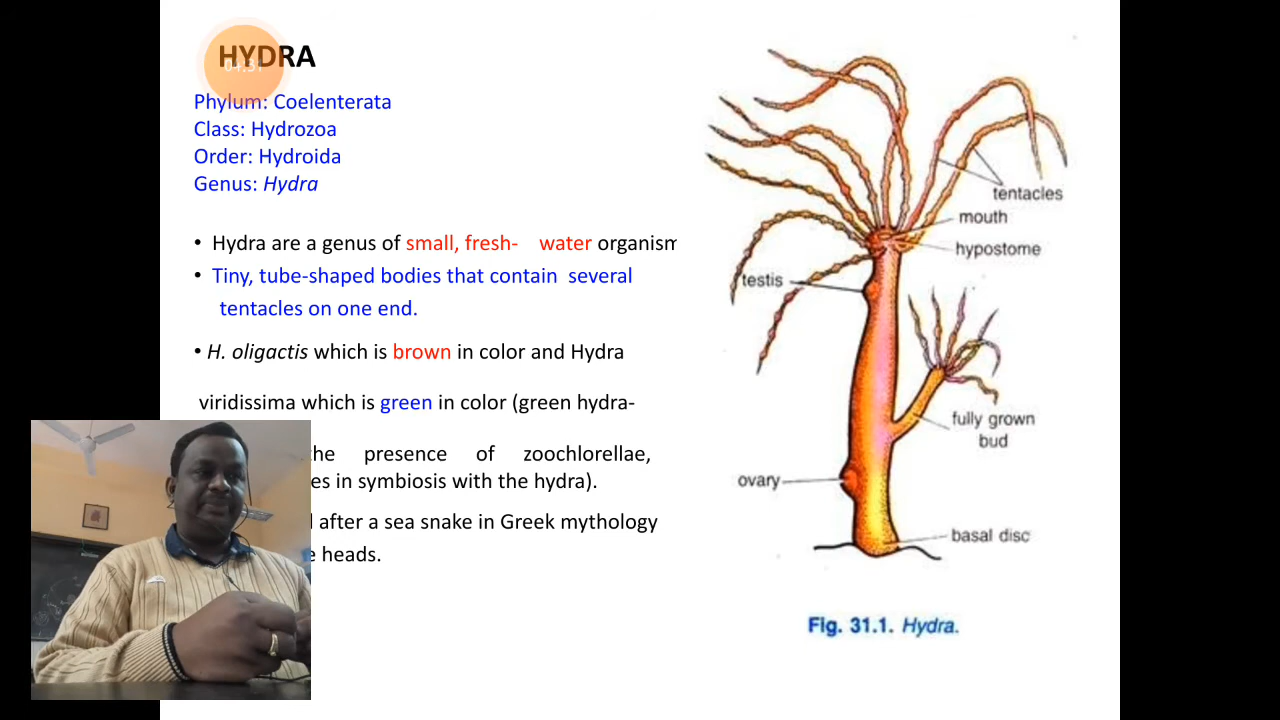 HYDRA
04:31
Phylum: Coelenterata
Class: Hydrozoa
Order: Hydroida
Genus: Hydra
• Hydra are a genus of small, fresh- water organism
• Tiny, tube-shaped bodies that contain several
tentacles on one end.
• H. oligactis which is brown in color and Hydra
viridissima which is green in color (green hydra-
the presence of zoochlorellae,
in symbiosis with the hydra).
after a sea snake in Greek mythology
heads.
tentacles
mouth
hypostome
testis
fully grown
bud
ovary
basal disc
Fig. 31.1. Hydra.